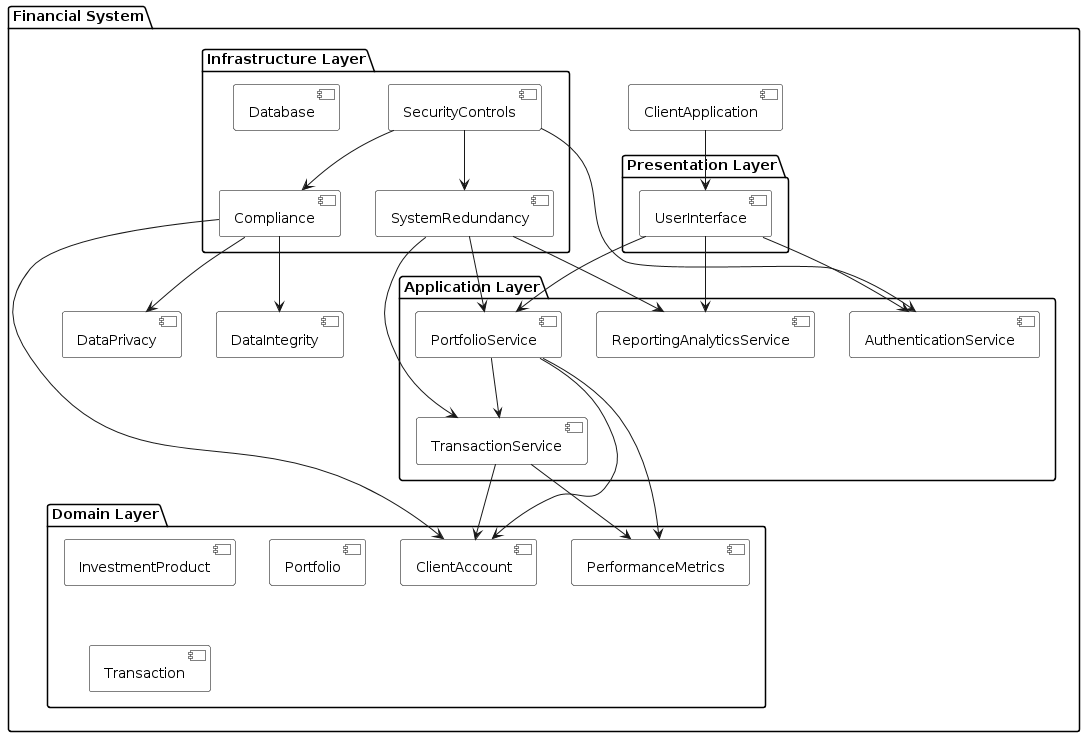 Financial System
Infrastructure Layer
Database
SecurityControls
ClientApplication
Presentation Layer
Compliance
SystemRedundancy
UserInterface
Application Layer
DataPrivacy
DataIntegrity
PortfolioService
ReportingAnalyticsService
AuthenticationService
TransactionService
Domain Layer
InvestmentProduct
Portfolio
ClientAccount
PerformanceMetrics
Transaction